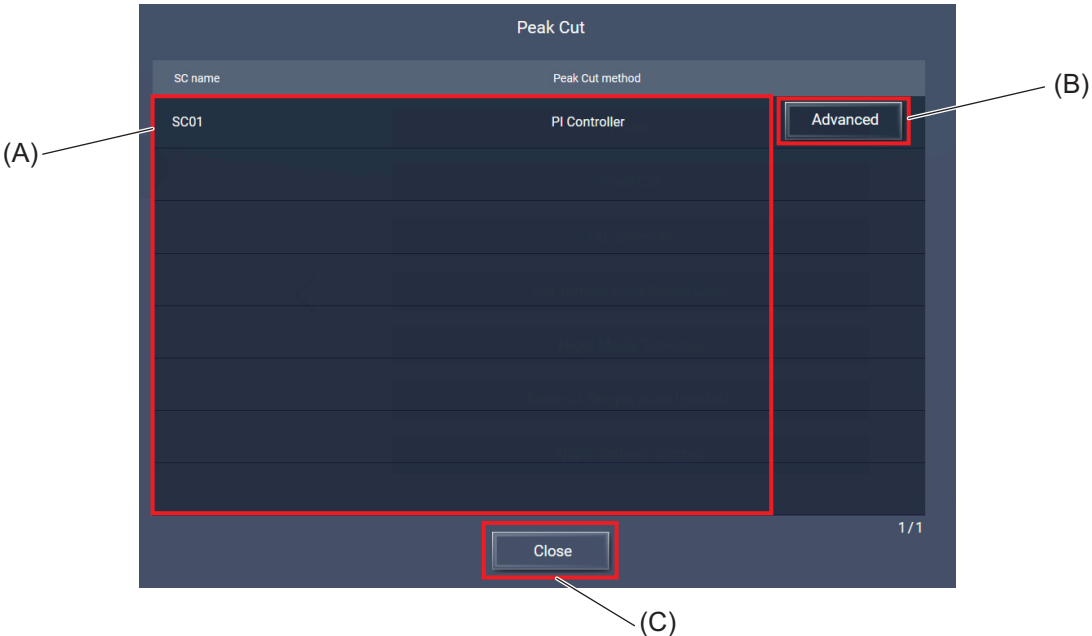 Peak Cut
SC name Peak Cut method
(B)
SC01 PI Controller Advanced
(A)
1/1
Close
(C)